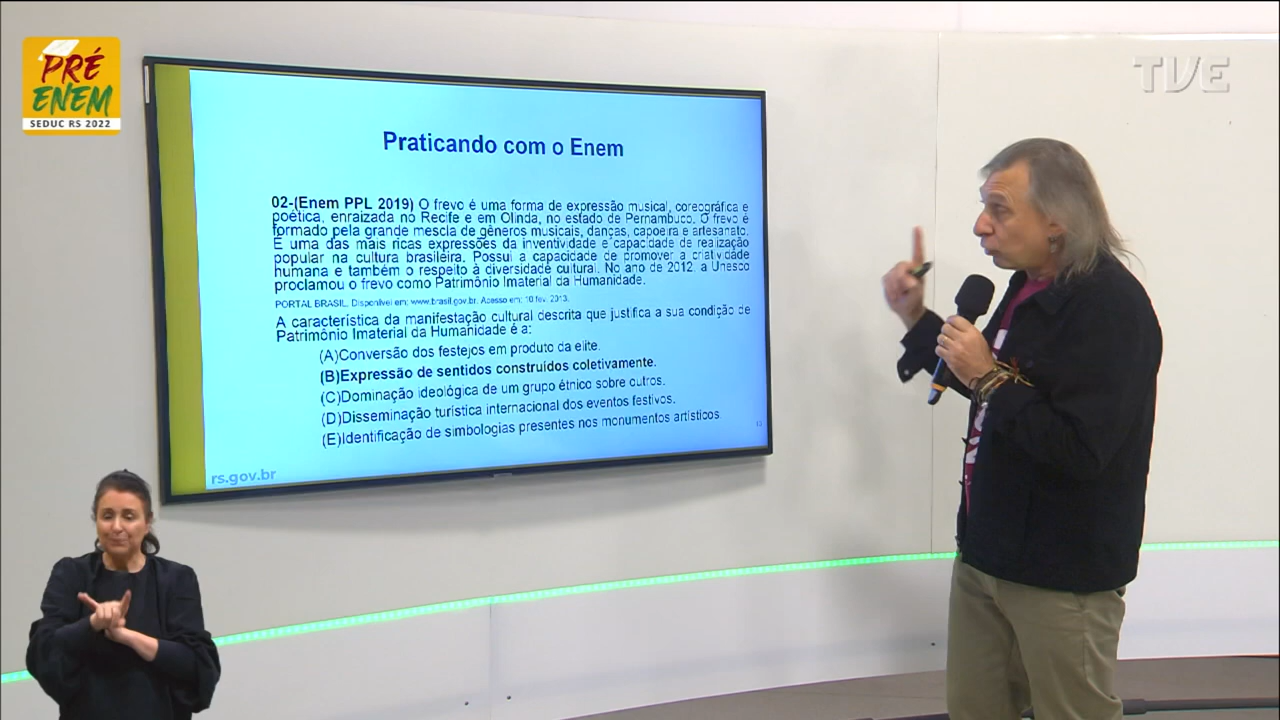 PRÉ
ENEM
SEDUC RS 2022
TVE
Praticando com o Enem
02-(Enem PPL 2019) O frevo é uma forma de expressão musical, coreográfica e
poética, enraizada no Recife e em Olinda, no estado de Pernambuco. O frevo é
formado pela grande mescla de gêneros musicais, danças, capoeira e artesanato.
É uma das mais ricas expressões da inventividade e capacidade de realização
popular na cultura brasileira. Possui a capacidade de promover a criatividade
humana e também o respeito à diversidade cultural. No ano de 2012, a Unesco
proclamou o frevo como Patrimônio Imaterial da Humanidade.
PORTAL BRASIL. Disponível em: www.brasil.gov.br. Acesso em: 10 fev. 2013.
A característica da manifestação cultural descrita que justifica a sua condição de
Patrimônio Imaterial da Humanidade é a:
(A)Conversão dos festejos em produto da elite.
(B)Expressão de sentidos construídos coletivamente.
(C)Dominação ideológica de um grupo étnico sobre outros.
(D)Disseminação turística internacional dos eventos festivos.
(E)Identificação de simbologias presentes nos monumentos artísticos.
rs.gov.br